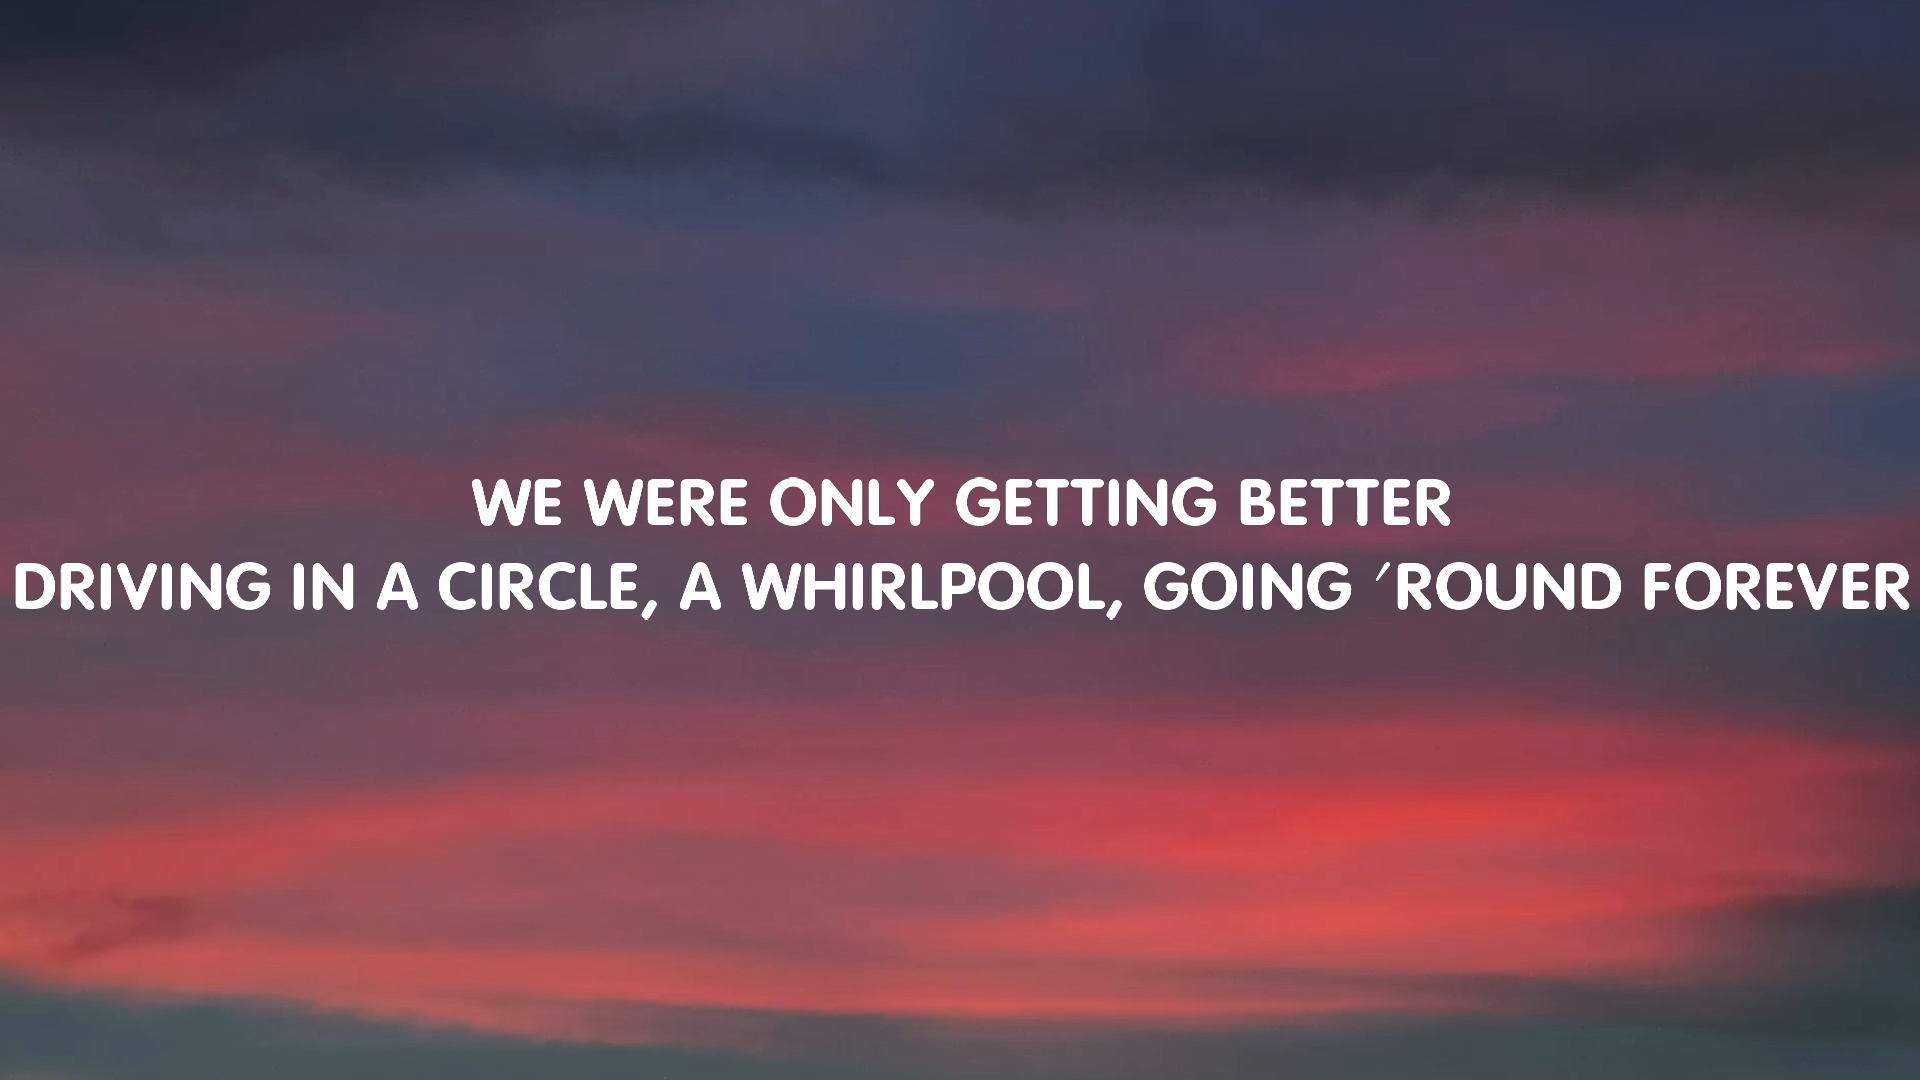 WE WERE ONLY GETTING BETTER
DRIVING IN A CIRCLE, A WHIRLPOOL, GOING ′ROUND FOREVER